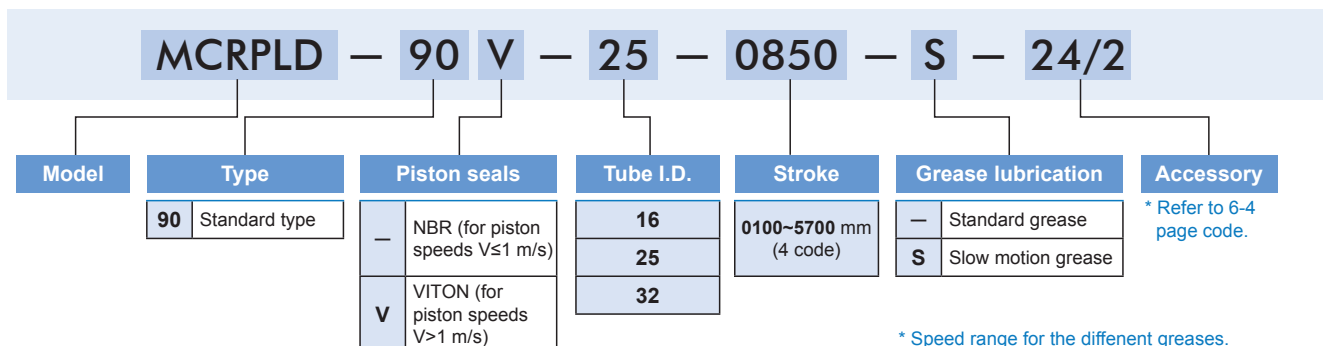 MCRPLD — 90 V — 25 — 0850 — S — 24/2
Model
Type
90 Standard type
Piston seals
— NBR (for piston
speeds V≤1 m/s)
V VITON (for
piston speeds
V>1 m/s)
Tube I.D.
16
25
32
Stroke
0100~5700 mm
(4 code)
Grease lubrication
— Standard grease
S Slow motion grease
Accessory
* Refer to 6-4
page code.
* Speed range for the diffenent greases.